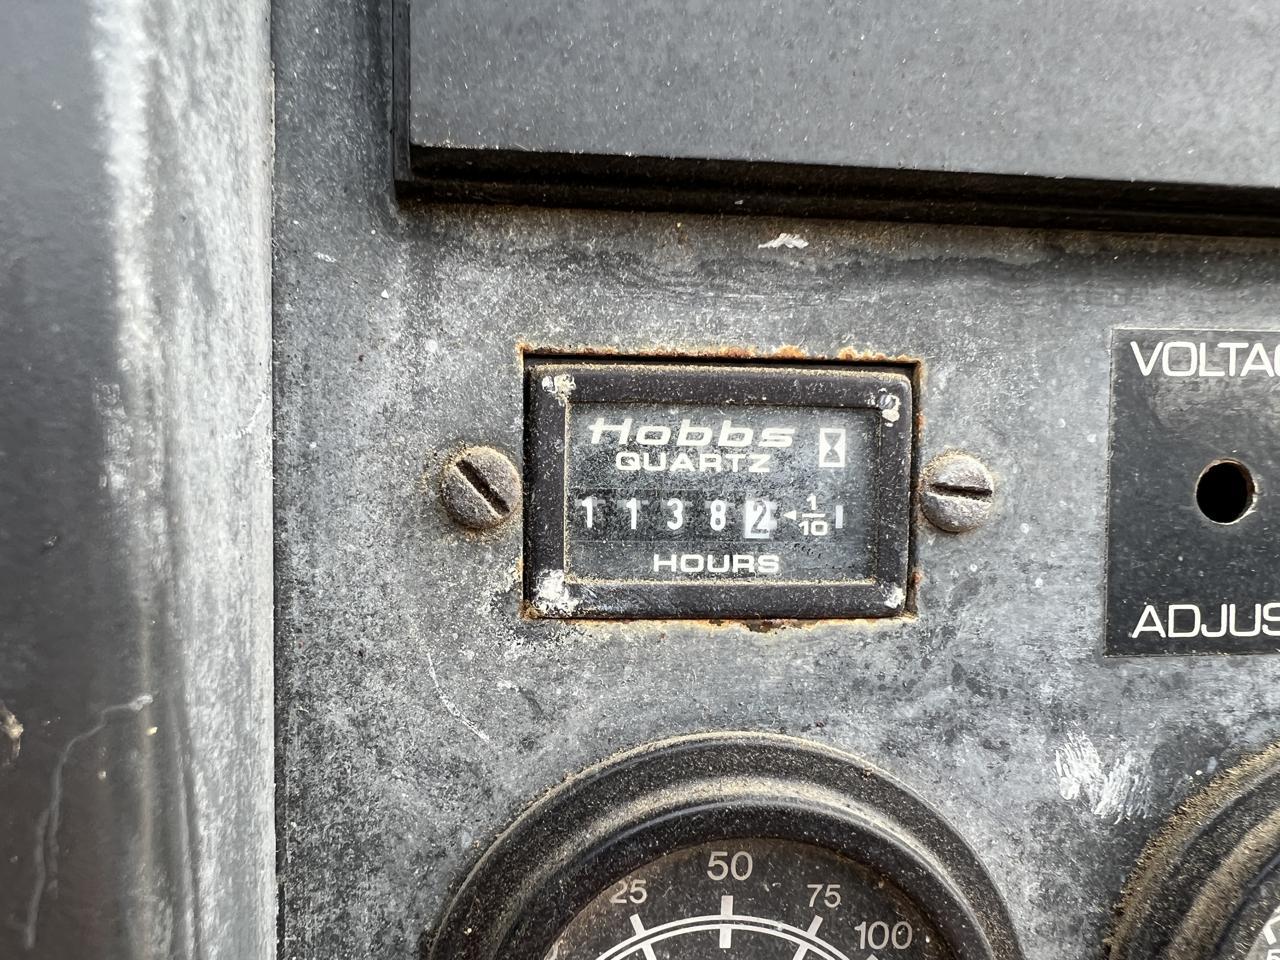 Hobbs
QUARTZ
1 1 3 8 2 ◄ 1/10
HOURS
VOLTAG
ADJUS
25 50 75 100